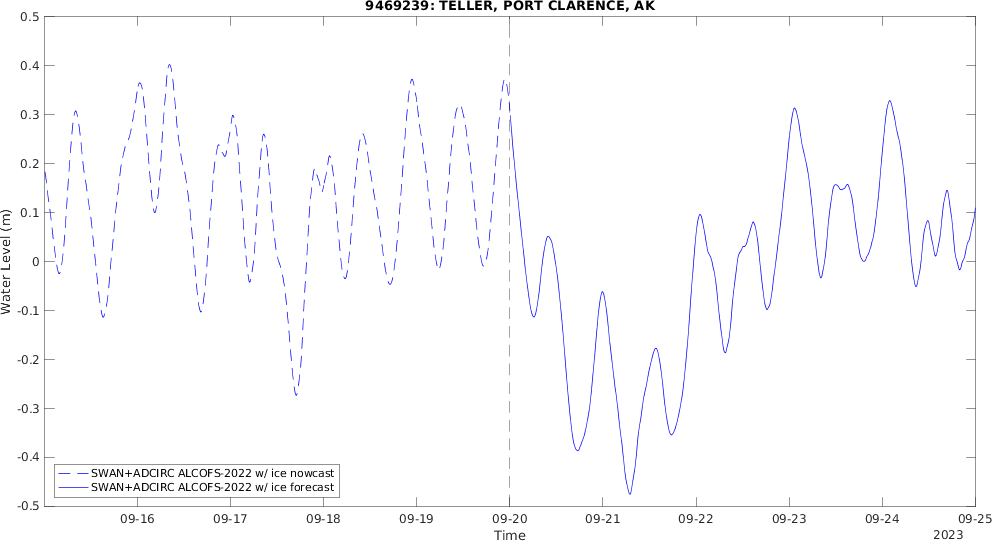 9469239: TELLER, PORT CLARENCE, AK
0.5
0.4
0.3
0.2
0.1
0
-0.1
-0.2
-0.3
-0.4
-0.5
Water Level (m)
SWAN+ADCIRC ALCOFS-2022 w/ ice nowcast
SWAN+ADCIRC ALCOFS-2022 w/ ice forecast
09-16 09-17 09-18 09-19 09-20 09-21 09-22 09-23 09-24 09-25
Time
2023